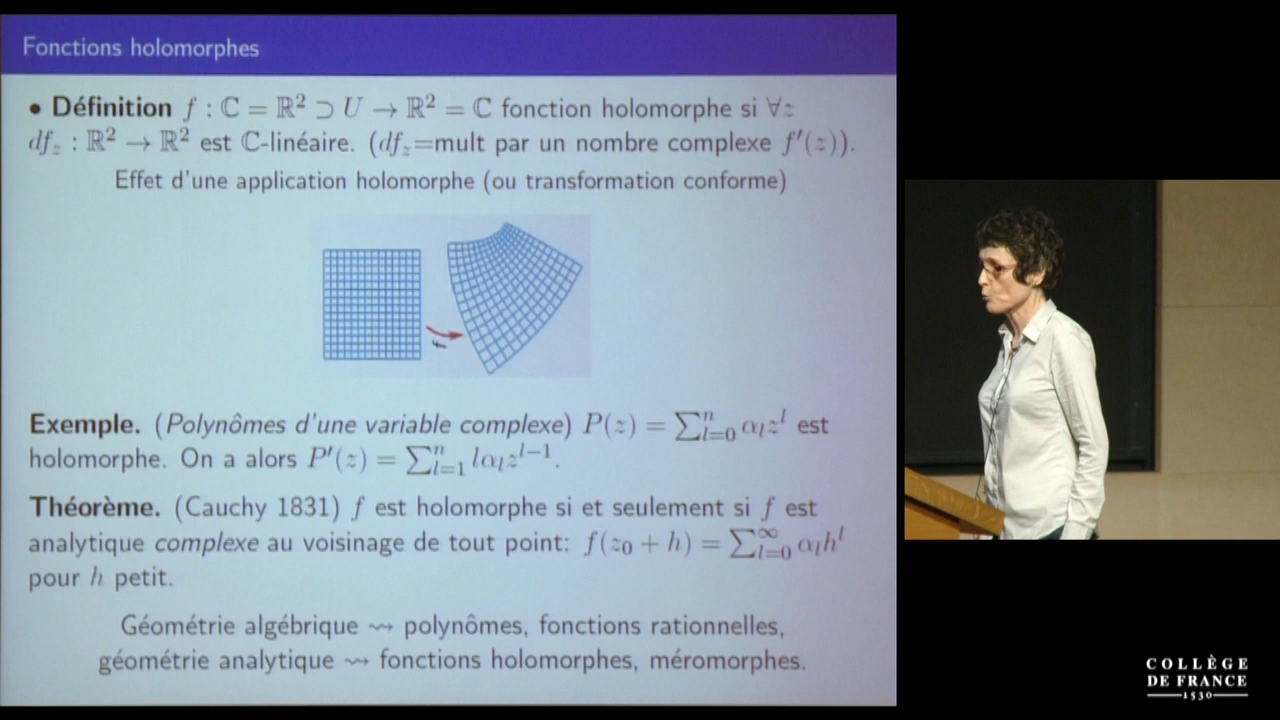 Fonctions holomorphes
• Définition f : ℂ = ℝ² ⊃ U → ℝ² = ℂ fonction holomorphe si ∀z
df_z : ℝ² → ℝ² est ℂ-linéaire. (df_z=mult par un nombre complexe f′(z)).
Effet d'une application holomorphe (ou transformation conforme)
f
Exemple. (Polynômes d'une variable complexe) P(z) = ∑_{l=0}^{n} α_l z^l est
holomorphe. On a alors P′(z) = ∑_{l=1}^{n} lα_l z^{l−1}.
Théorème. (Cauchy 1831) f est holomorphe si et seulement si f est
analytique complexe au voisinage de tout point: f(z₀ + h) = ∑_{l=0}^{∞} α_l h^l
pour h petit.
Géométrie algébrique ⇝ polynômes, fonctions rationnelles,
géométrie analytique ⇝ fonctions holomorphes, méromorphes.
COLLÈGE
DE FRANCE
1530